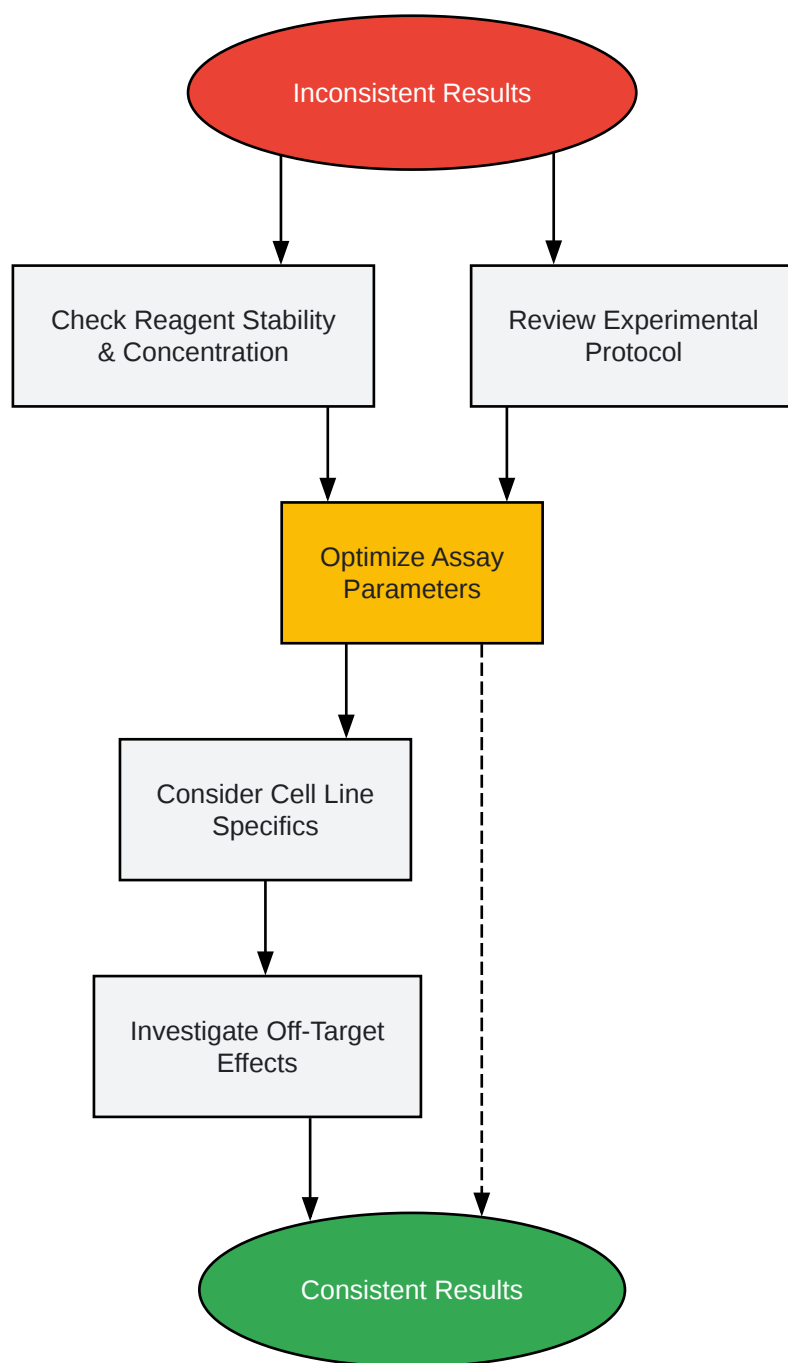 Inconsistent Results
Check Reagent Stability
& Concentration
Review Experimental
Protocol
Optimize Assay
Parameters
Consider Cell Line
Specifics
Investigate Off-Target
Effects
Consistent Results